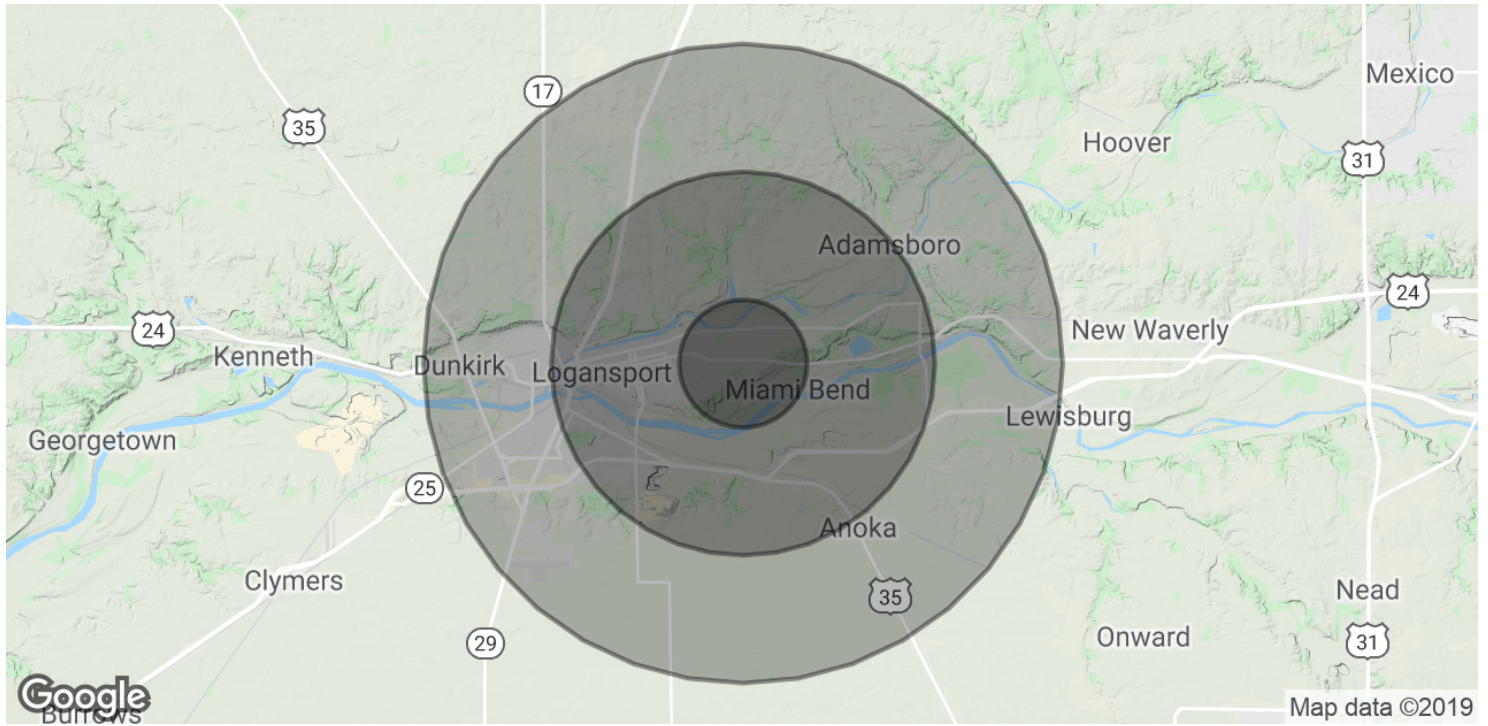 Mexico
17
35
Hoover
31
Adamsboro
24
24
New Waverly
Kenneth
Dunkirk
Logansport
Miami Bend
Lewisburg
Georgetown
25
Anoka
Clymers
35
Nead
29
Onward
31
Google
Burrows
Map data ©2019